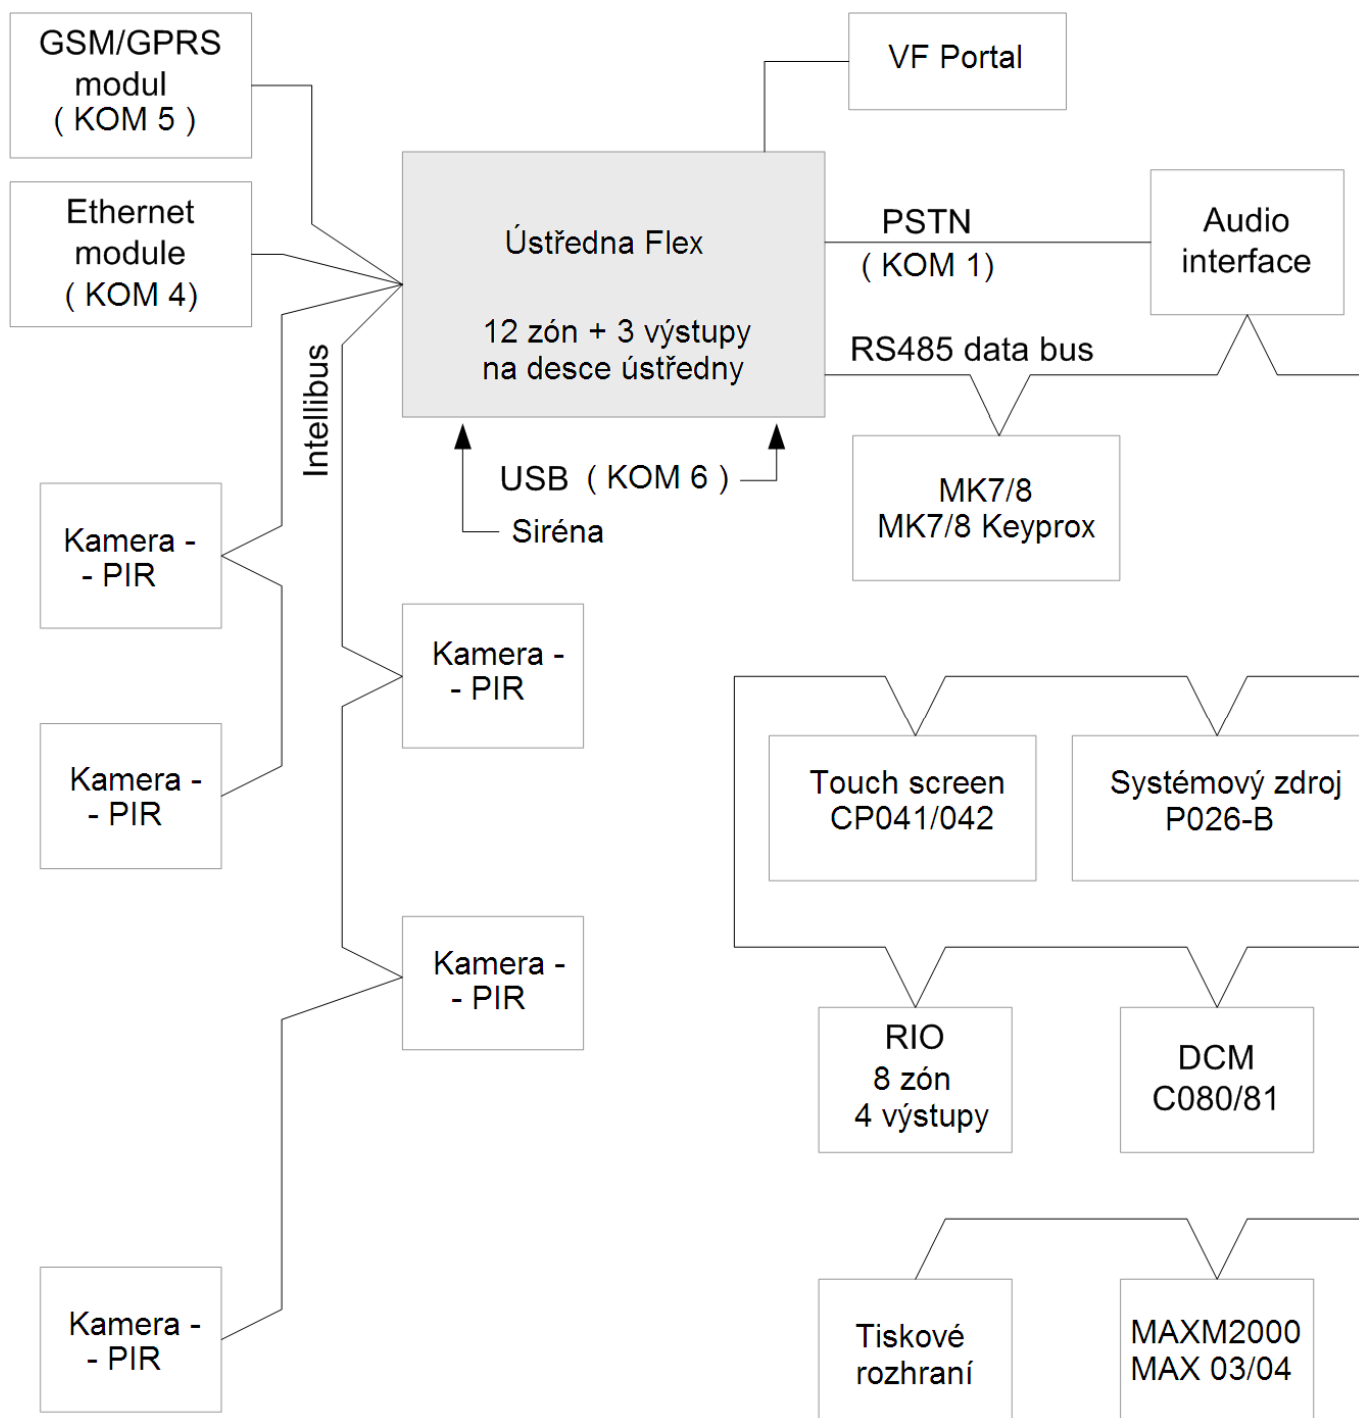 GSM/GPRS
modul
( KOM 5 )
VF Portal
Ethernet
module
( KOM 4)
Ústředna Flex
12 zón + 3 výstupy
na desce ústředny
PSTN
( KOM 1)
Audio
interface
RS485 data bus
Intellibus
USB ( KOM 6 )
Siréna
MK7/8
MK7/8 Keyprox
Kamera -
- PIR
Kamera -
- PIR
Kamera -
- PIR
Touch screen
CP041/042
Systémový zdroj
P026-B
Kamera -
- PIR
RIO
8 zón
4 výstupy
DCM
C080/81
Kamera -
- PIR
Tiskové
rozhraní
MAXM2000
MAX 03/04